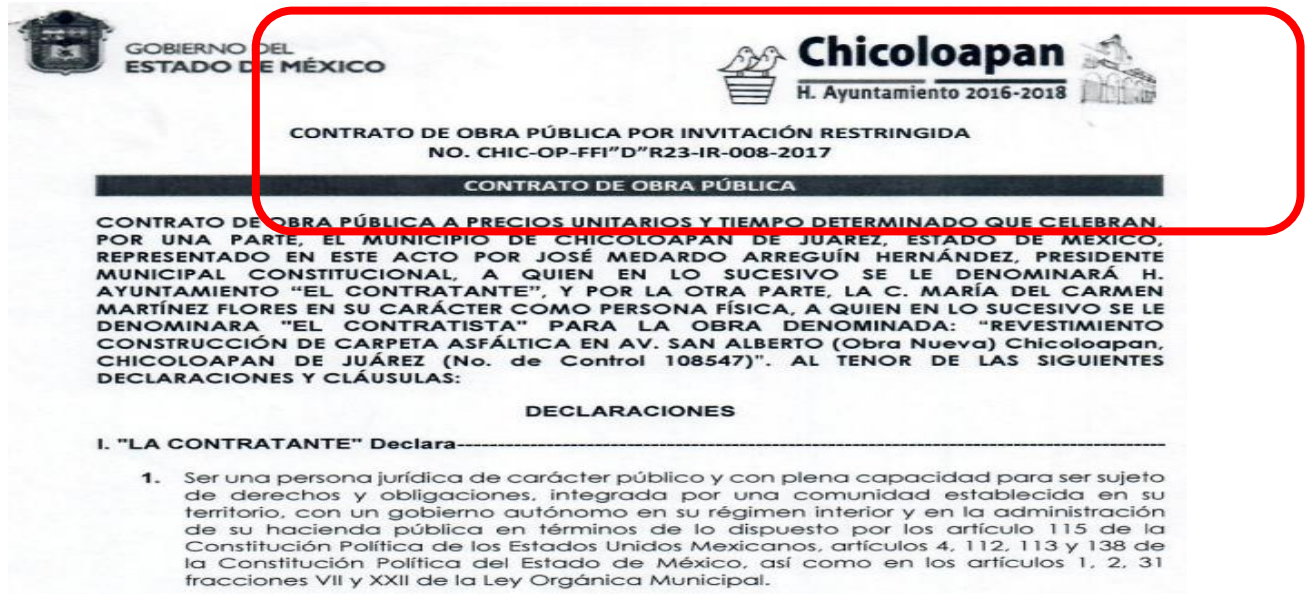 GOBIERNO DEL
ESTADO DE MÉXICO
Chicoloapan
H. Ayuntamiento 2016-2018
CONTRATO DE OBRA PÚBLICA POR INVITACIÓN RESTRINGIDA
NO. CHIC-OP-FFI"D"R23-IR-008-2017
CONTRATO DE OBRA PÚBLICA
CONTRATO DE OBRA PÚBLICA A PRECIOS UNITARIOS Y TIEMPO DETERMINADO QUE CELEBRAN,
POR UNA PARTE, EL MUNICIPIO DE CHICOLOAPAN DE JUAREZ, ESTADO DE MÉXICO,
REPRESENTADO EN ESTE ACTO POR JOSÉ MEDARDO ARREGUÍN HERNÁNDEZ, PRESIDENTE
MUNICIPAL CONSTITUCIONAL, A QUIEN EN LO SUCESIVO SE LE DENOMINARÁ H.
AYUNTAMIENTO "EL CONTRATANTE", Y POR LA OTRA PARTE, LA C. MARÍA DEL CARMEN
MARTÍNEZ FLORES EN SU CARÁCTER COMO PERSONA FÍSICA, A QUIEN EN LO SUCESIVO SE LE
DENOMINARA "EL CONTRATISTA" PARA LA OBRA DENOMINADA: "REVESTIMIENTO
CONSTRUCCIÓN DE CARPETA ASFÁLTICA EN AV. SAN ALBERTO (Obra Nueva) Chicoloapan,
CHICOLOAPAN DE JUÁREZ (No. de Control 108547)". AL TENOR DE LAS SIGUIENTES
DECLARACIONES Y CLÁUSULAS:
DECLARACIONES
I. "LA CONTRATANTE" Declara-----------------------------------------------------------------------
1. Ser una persona jurídica de carácter público y con plena capacidad para ser sujeto
de derechos y obligaciones, integrada por una comunidad establecida en su
territorio, con un gobierno autónomo en su régimen interior y en la administración
de su hacienda pública en términos de lo dispuesto por los artículo 115 de la
Constitución Política de los Estados Unidos Mexicanos, artículos 4, 112, 113 y 138 de
la Constitución Política del Estado de México, así como en los artículos 1, 2, 31
fracciones VII y XXII de la Ley Orgánica Municipal.